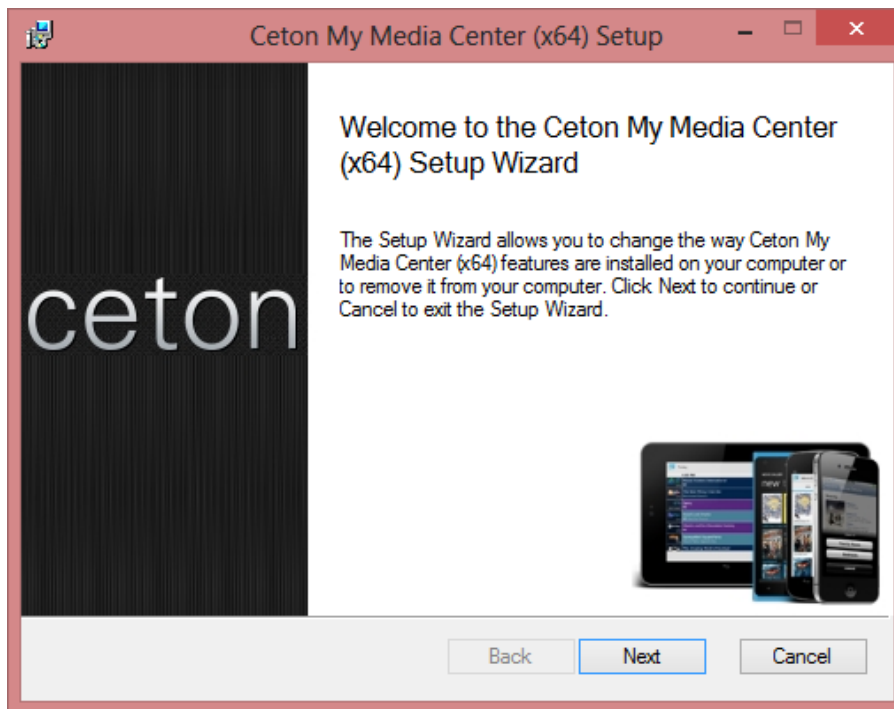 Ceton My Media Center (x64) Setup
Welcome to the Ceton My Media Center
(x64) Setup Wizard
The Setup Wizard allows you to change the way Ceton My
Media Center (x64) features are installed on your computer or
to remove it from your computer. Click Next to continue or
Cancel to exit the Setup Wizard.
ceton
new
Back
Next
Cancel